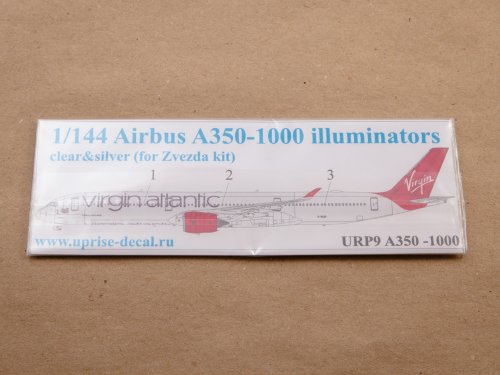 1/144 Airbus A350-1000 illuminators
clear&silver (for Zvezda kit)
1 2 3
virgin atlantic
Virgin
www.uprise-decal.ru
URP9 A350 -1000